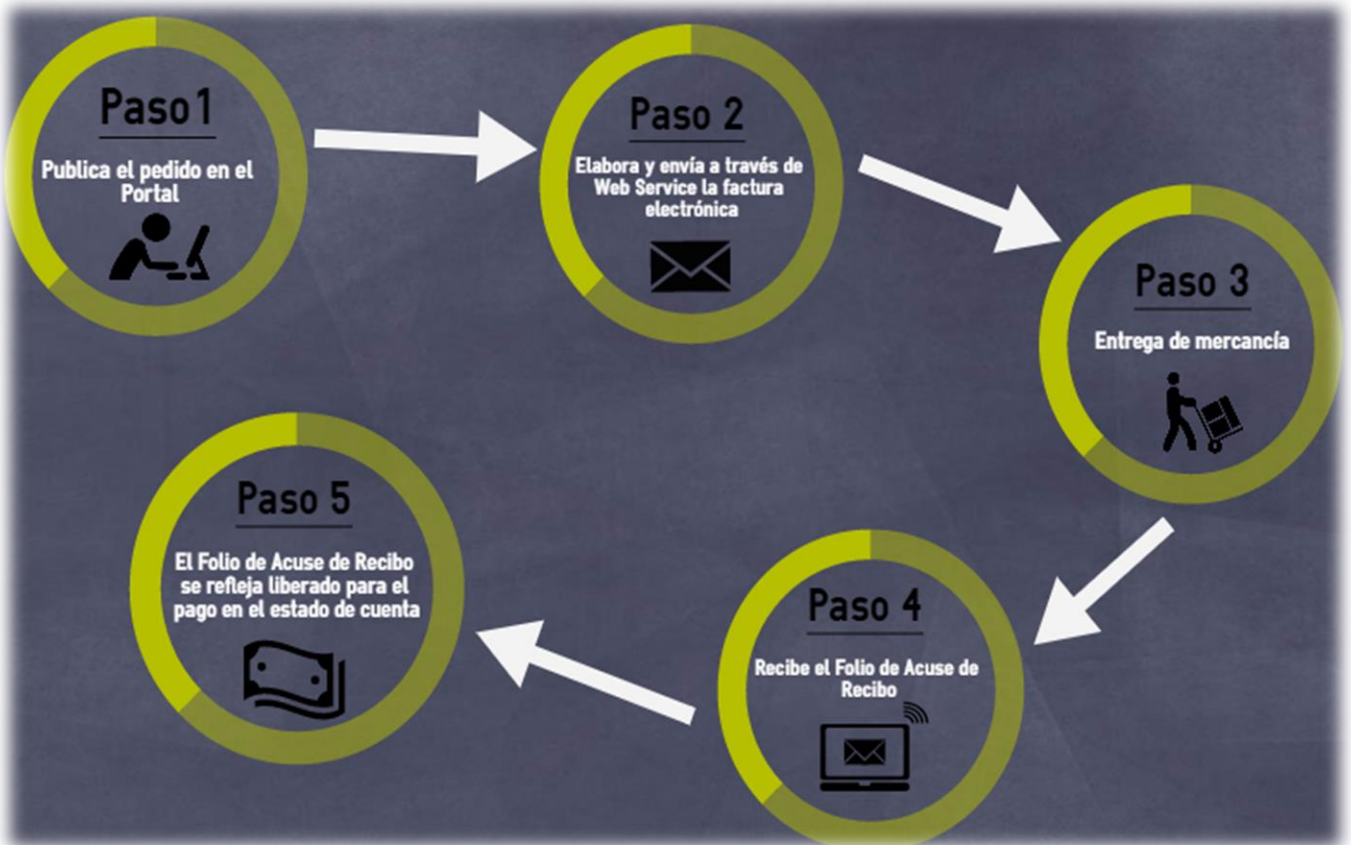 Paso 1
Publica el pedido en el
Portal
Paso 2
Elabora y envía a través de
Web Service la factura
electrónica
Paso 3
Entrega de mercancía
Paso 4
Recibe el Folio de Acuse de
Recibo
Paso 5
El Folio de Acuse de Recibo
se refleja liberado para el
pago en el estado de cuenta